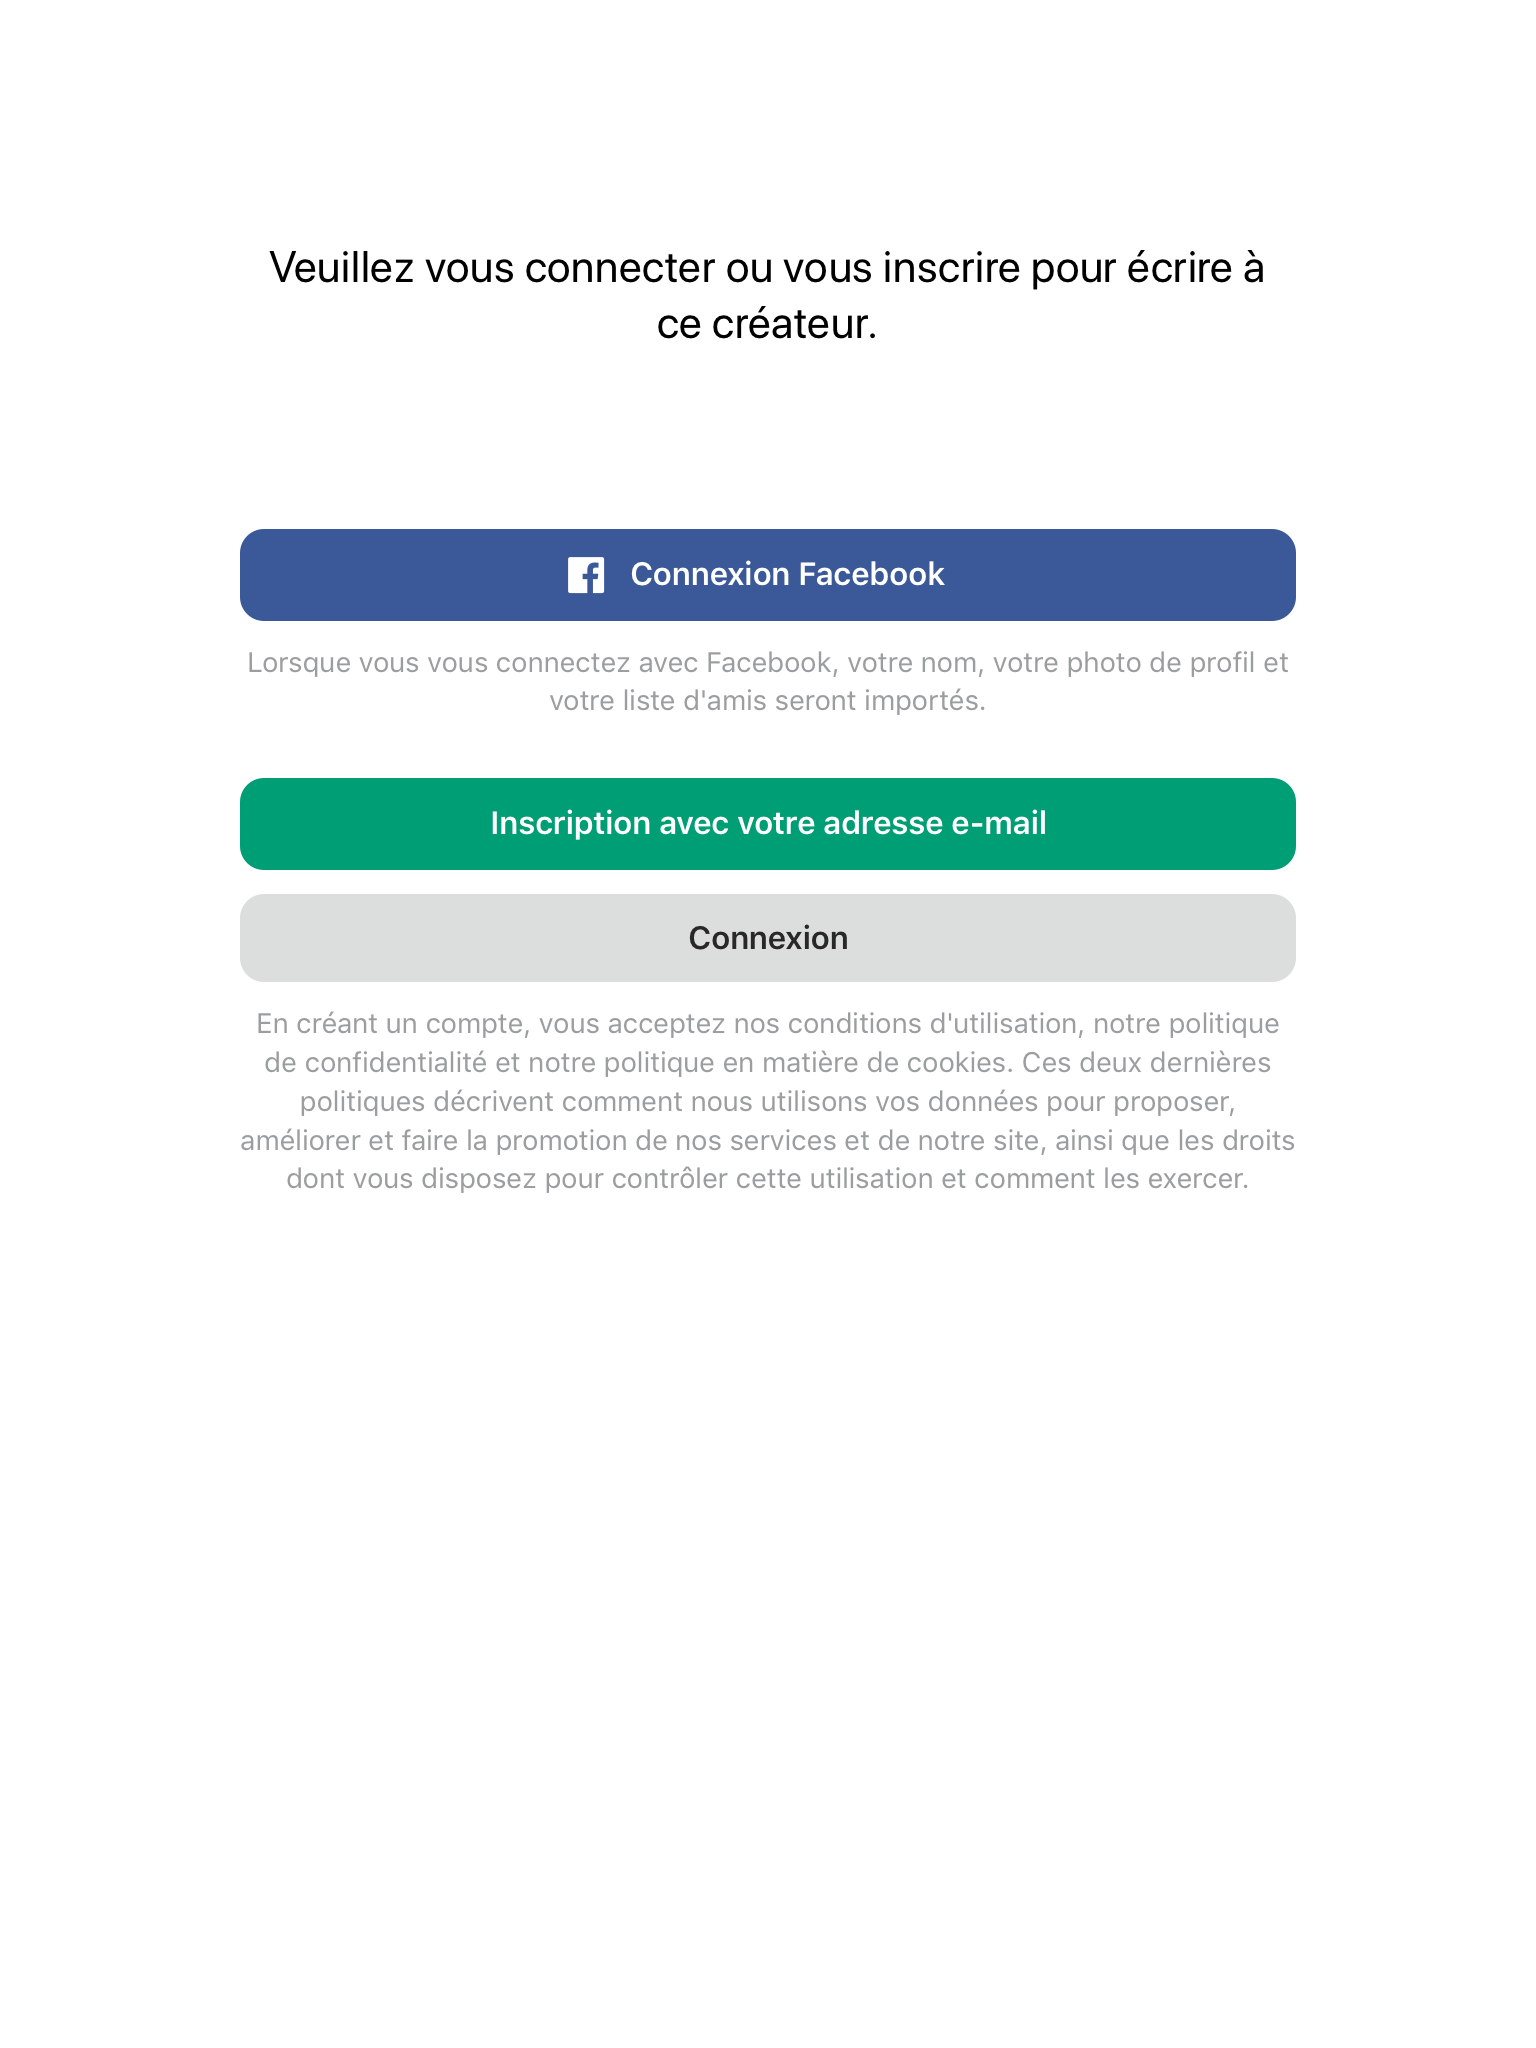 Veuillez vous connecter ou vous inscrire pour écrire à
ce créateur.
Connexion Facebook
Lorsque vous vous connectez avec Facebook, votre nom, votre photo de profil et
votre liste d'amis seront importés.
Inscription avec votre adresse e-mail
Connexion
En créant un compte, vous acceptez nos conditions d'utilisation, notre politique
de confidentialité et notre politique en matière de cookies. Ces deux dernières
politiques décrivent comment nous utilisons vos données pour proposer,
améliorer et faire la promotion de nos services et de notre site, ainsi que les droits
dont vous disposez pour contrôler cette utilisation et comment les exercer.